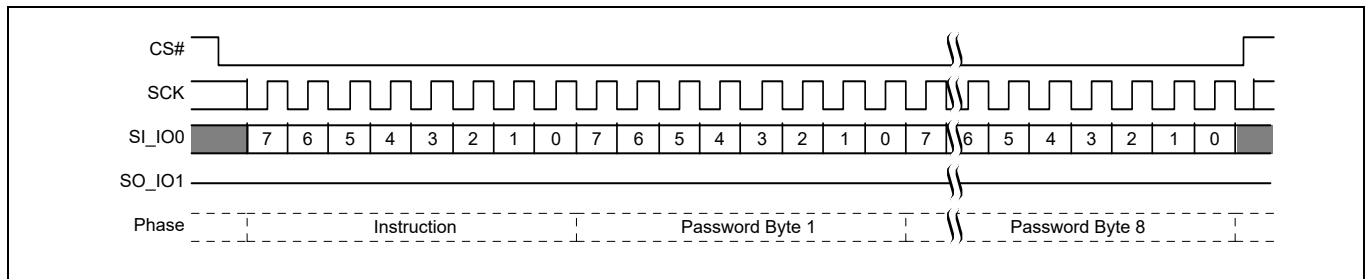 CS#
SCK
SI_IO0 7 6 5 4 3 2 1 0 7 6 5 4 3 2 1 0 7 6 5 4 3 2 1 0
SO_IO1
Phase Instruction Password Byte 1 Password Byte 8